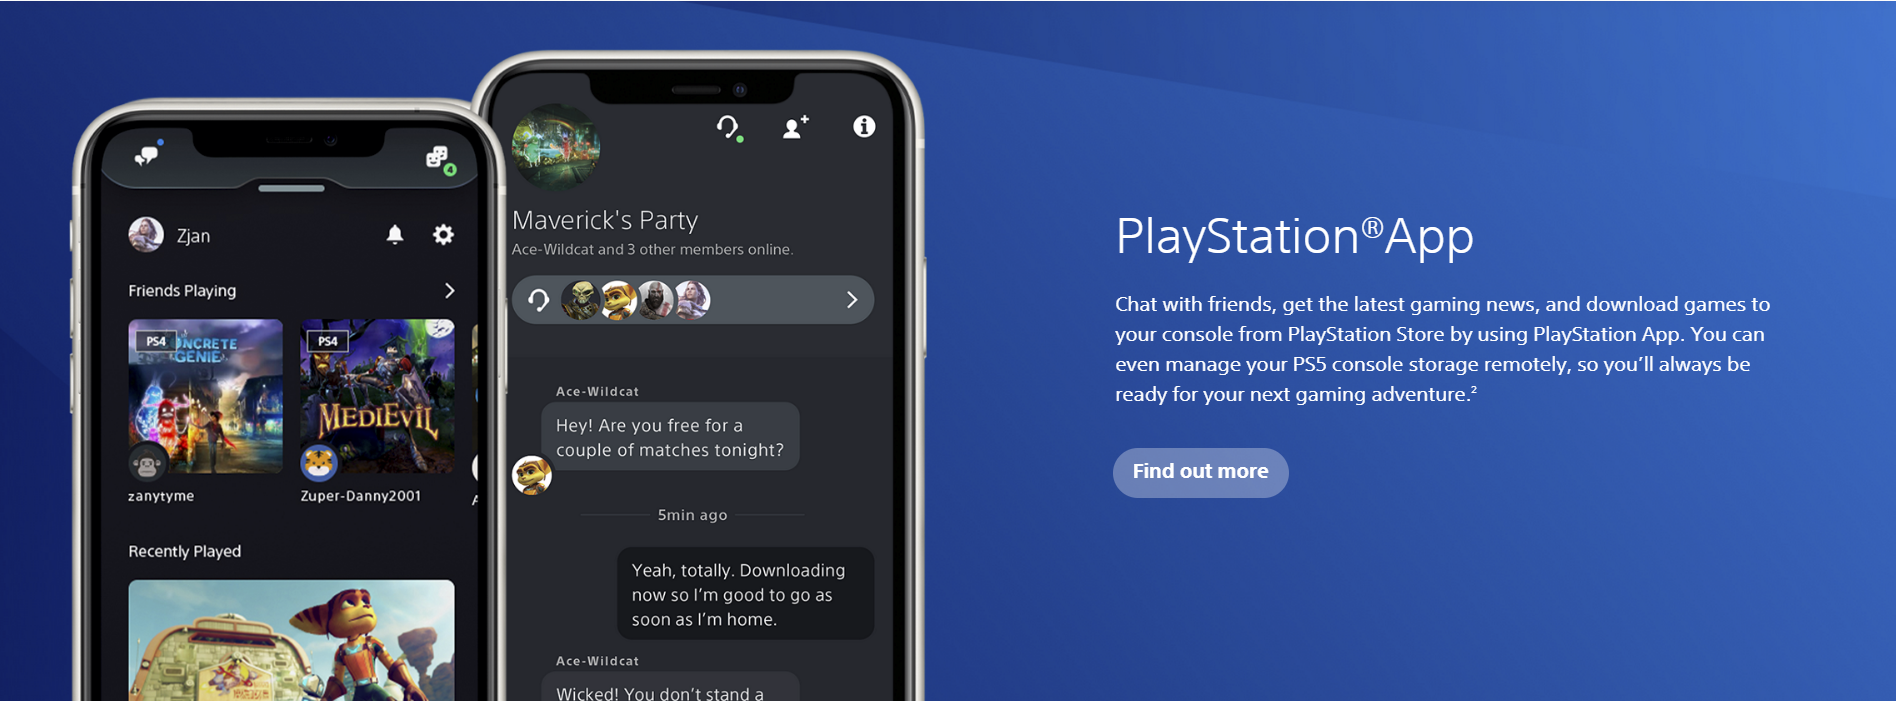 4
Zjan
Friends Playing
PS4
CONCRETE
GENIE
zanytyme
PS4
MEDIEVIL
Zuper-Danny2001
Recently Played
Maverick's Party
Ace-Wildcat and 3 other members online.
Ace-Wildcat
Hey! Are you free for a
couple of matches tonight?
5min ago
Yeah, totally. Downloading
now so I'm good to go as
soon as I'm home.
Ace-Wildcat
Wicked! You don't stand a
PlayStation®App
Chat with friends, get the latest gaming news, and download games to
your console from PlayStation Store by using PlayStation App. You can
even manage your PS5 console storage remotely, so you’ll always be
ready for your next gaming adventure.²
Find out more